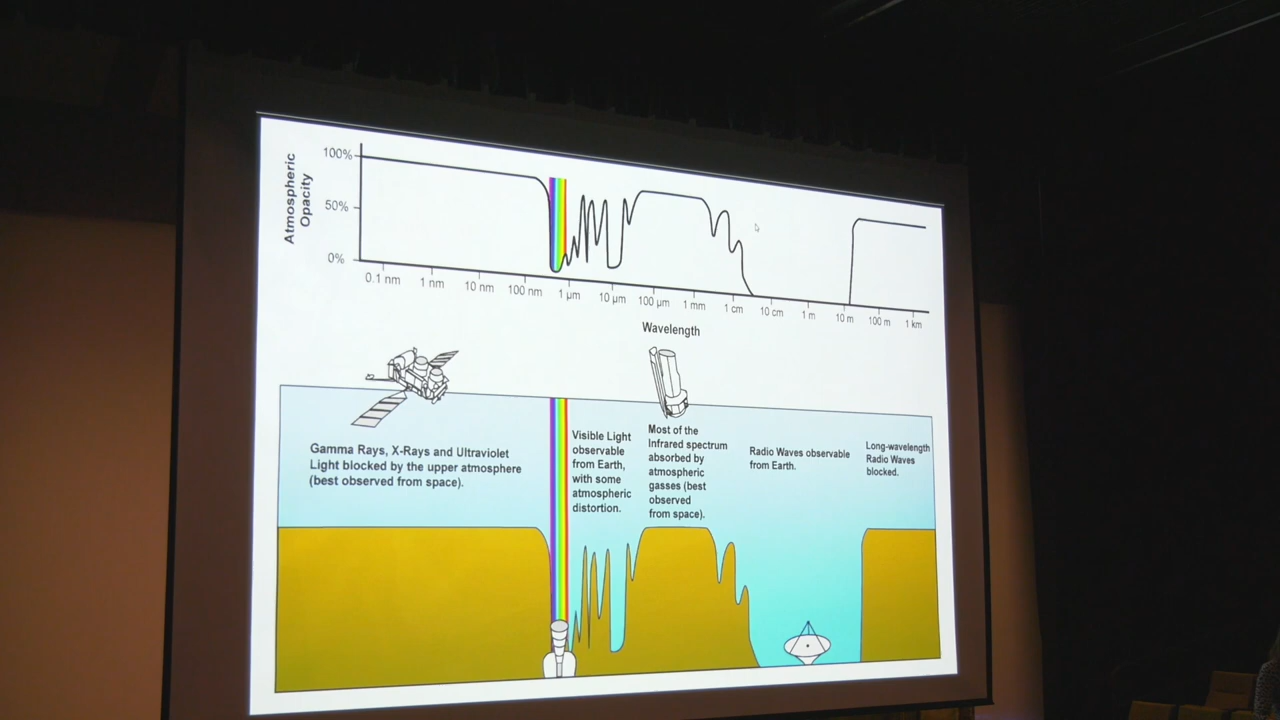 Atmospheric
Opacity
100%
50%
0%
0.1 nm
1 nm
10 nm
100 nm
1 µm
10 µm
100 µm
1 mm
1 cm
10 cm
1 m
10 m
100 m
1 km
Wavelength
Gamma Rays, X-Rays and Ultraviolet
Light blocked by the upper atmosphere
(best observed from space).
Visible Light
observable
from Earth,
with some
atmospheric
distortion.
Most of the
Infrared spectrum
absorbed by
atmospheric
gasses (best
observed
from space).
Radio Waves observable
from Earth.
Long-wavelength
Radio Waves
blocked.